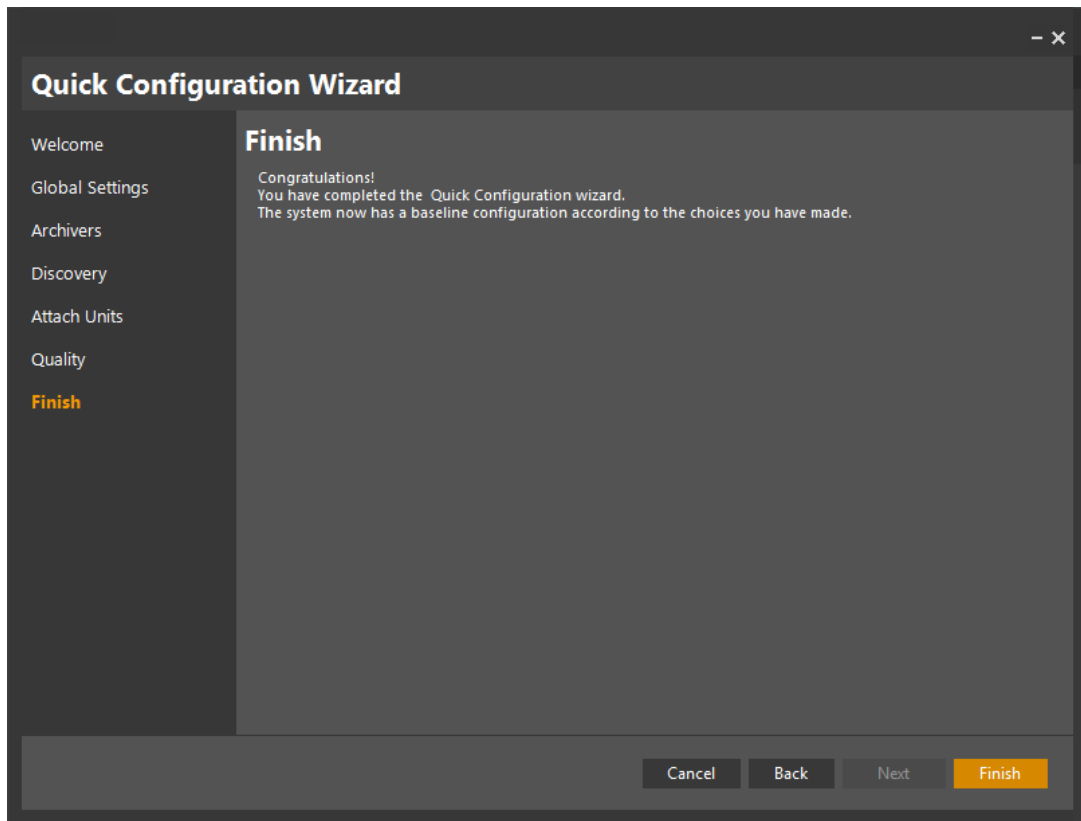 Quick Configuration Wizard
Welcome
Global Settings
Archivers
Discovery
Attach Units
Quality
Finish
Finish
Congratulations!
You have completed the  Quick Configuration wizard.
The system now has a baseline configuration according to the choices you have made.
Cancel
Back
Next
Finish